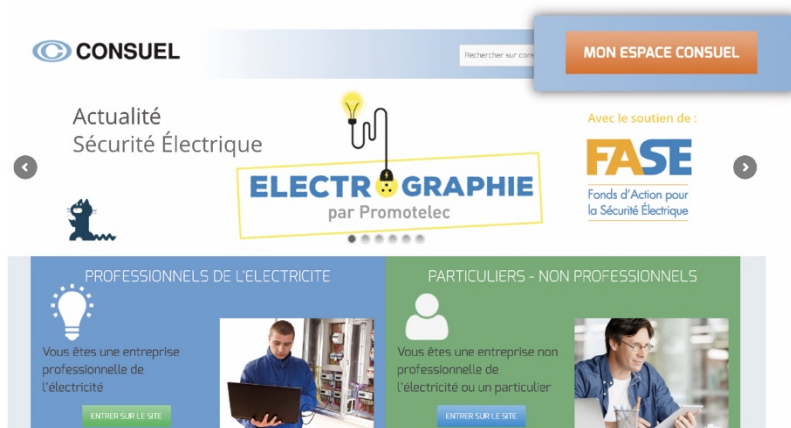 CONSUEL
Rechercher sur cons
MON ESPACE CONSUEL
Actualité
Sécurité Électrique
ELECTROGRAPHIE
par Promotelec
Avec le soutien de :
FASE
Fonds d'Action pour
la Sécurité Électrique
PROFESSIONNELS DE L'ELECTRICITE
Vous êtes une entreprise
professionnelle de
l'électricité
ENTRER SUR LE SITE
PARTICULIERS - NON PROFESSIONNELS
Vous êtes une entreprise non
professionnelle de
l'électricité ou un particulier
ENTRER SUR LE SITE